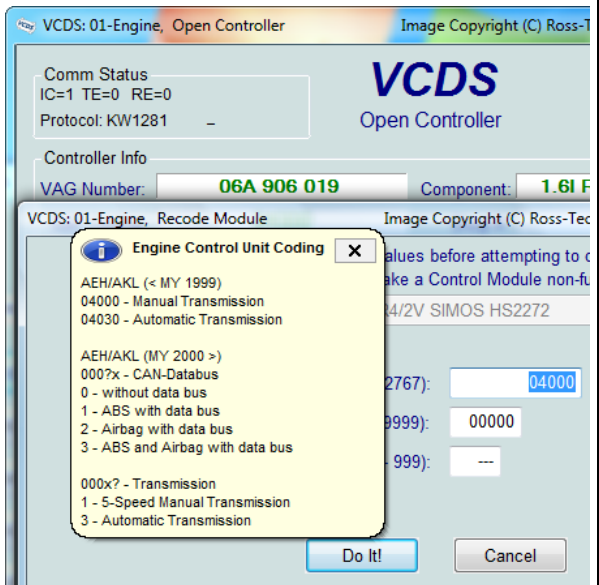 VCDS: 01-Engine, Open Controller Image Copyright (C) Ross-T
Comm Status
IC=1 TE=0 RE=0
Protocol: KW1281
VCDS
Open Controller
Controller Info
VAG Number: 06A 906 019 Component: 1.6l
VCDS: 01-Engine, Recode Module Image Copyright (C) Ross-Tec
Engine Control Unit Coding
AEH/AKL (< MY 1999)
04000 - Manual Transmission
04030 - Automatic Transmission
AEH/AKL (MY 2000 >)
000?x - CAN-Databus
0 - without data bus
1 - ABS with data bus
2 - Airbag with data bus
3 - ABS and Airbag with data bus
000x? - Transmission
1 - 5-Speed Manual Transmission
3 - Automatic Transmission
alues before attempting to
ake a Control Module non-fu
4/2V SIMOS HS2272
2767): 04000
9999): 00000
- 999): ---
Do It! Cancel